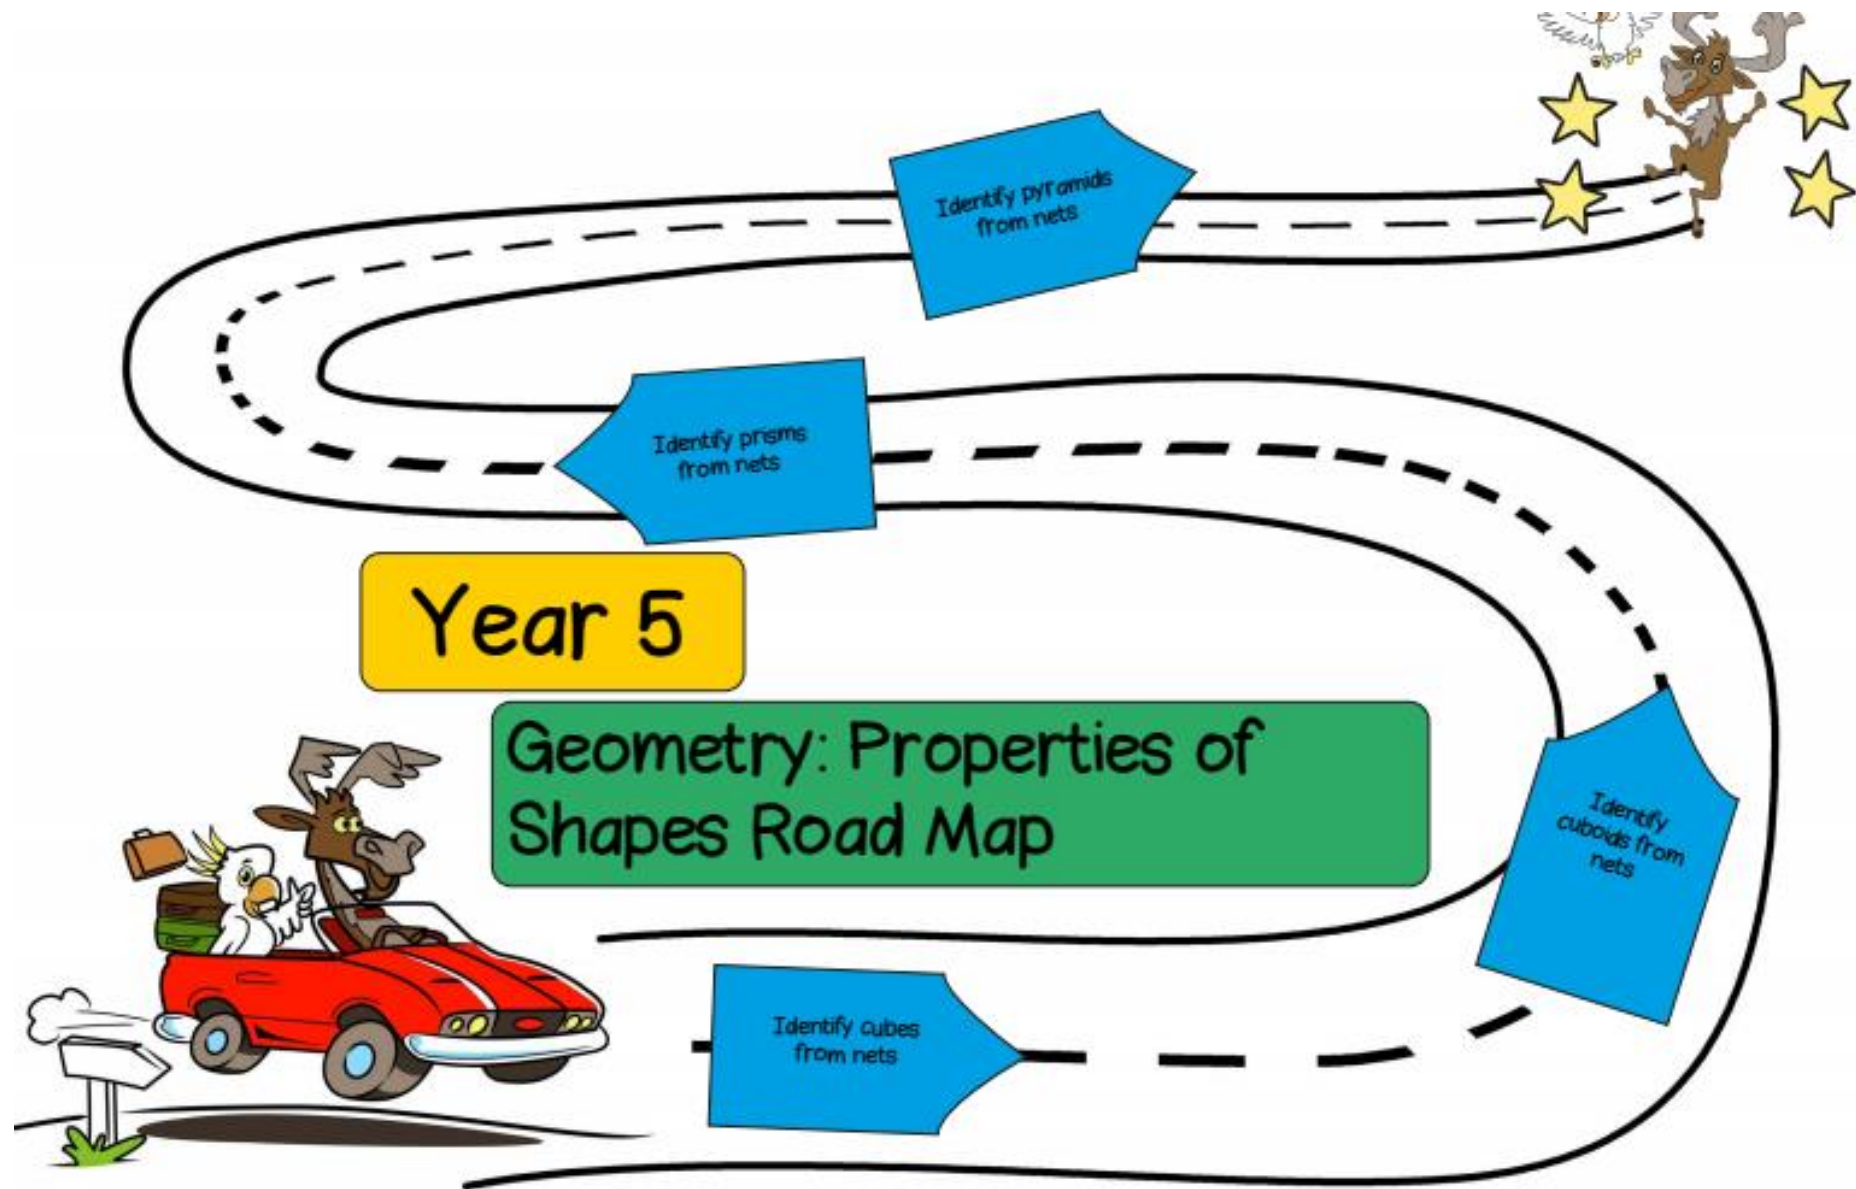 Identify pyramids
from nets
Identify prisms
from nets
Year 5
Geometry: Properties of
Shapes Road Map
Identify
cuboids from
nets
Identify cubes
from nets